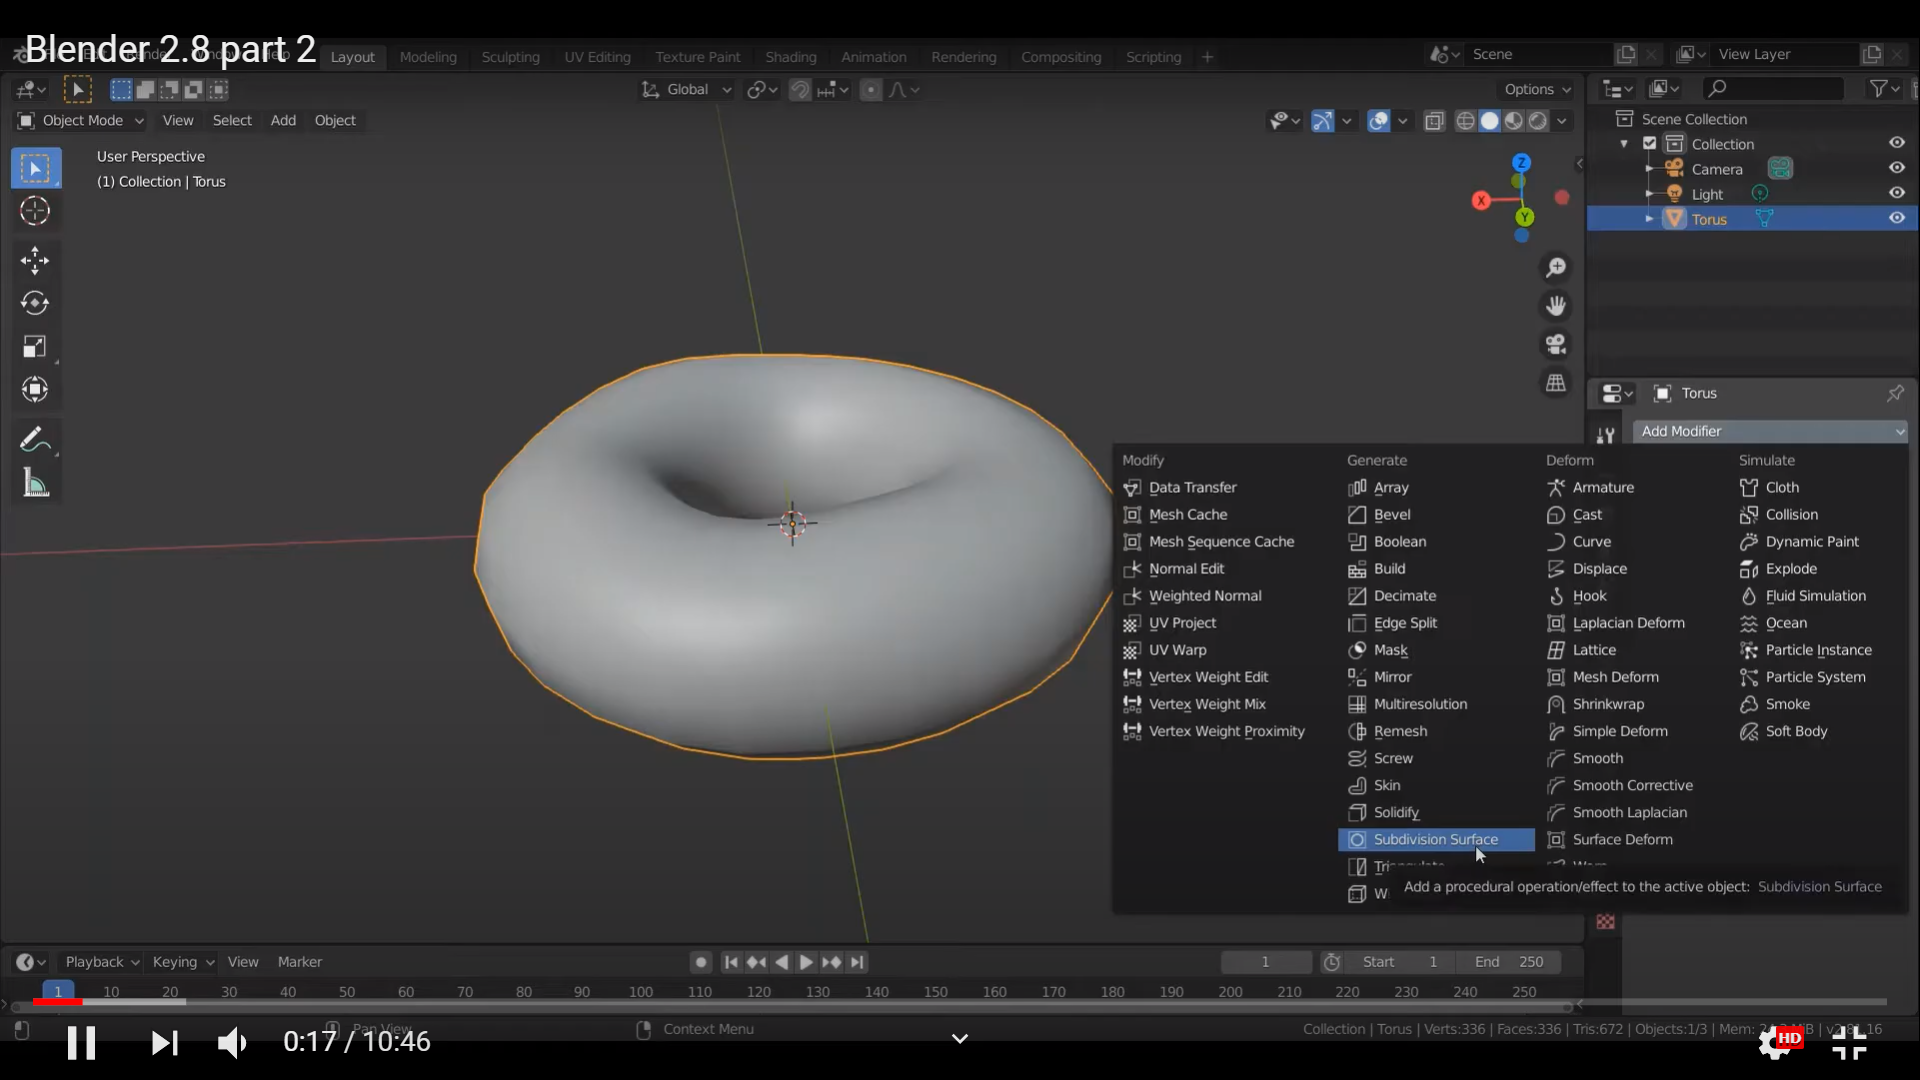 Blender 2.8 part 2
Layout Modeling Sculpting UV Editing Texture Paint Shading Animation Rendering Compositing Scripting Scene View Layer
Global Options
Object Mode View Select Add Object
User Perspective
(1) Collection | Torus
Z
X
Y
Scene Collection
Collection
Camera
Light
Torus
Torus
Add Modifier
Modify Generate Deform Simulate
Data Transfer Array Armature Cloth
Mesh Cache Bevel Cast Collision
Mesh Sequence Cache Boolean Curve Dynamic Paint
Normal Edit Build Displace Explode
Weighted Normal Decimate Hook Fluid Simulation
UV Project Edge Split Laplacian Deform Ocean
UV Warp Mask Lattice Particle Instance
Vertex Weight Edit Mirror Mesh Deform Particle System
Vertex Weight Mix Multiresolution Shrinkwrap Smoke
Vertex Weight Proximity Remesh Simple Deform Soft Body
Screw Smooth
Skin Smooth Corrective
Solidify Smooth Laplacian
Subdivision Surface Surface Deform
Add a procedural operation/effect to the active object: Subdivision Surface
Playback Keying View Marker 1 Start 1 End 250
1 10 20 30 40 50 60 70 80 90 100 110 120 130 140 150 160 170 180 190 200 210 220 230 240 250
Pan View Context Menu Collection | Torus | Verts:336 | Faces:336 | Tris:672 | Objects:1/3 | Mem:
0:17 / 10:46 HD